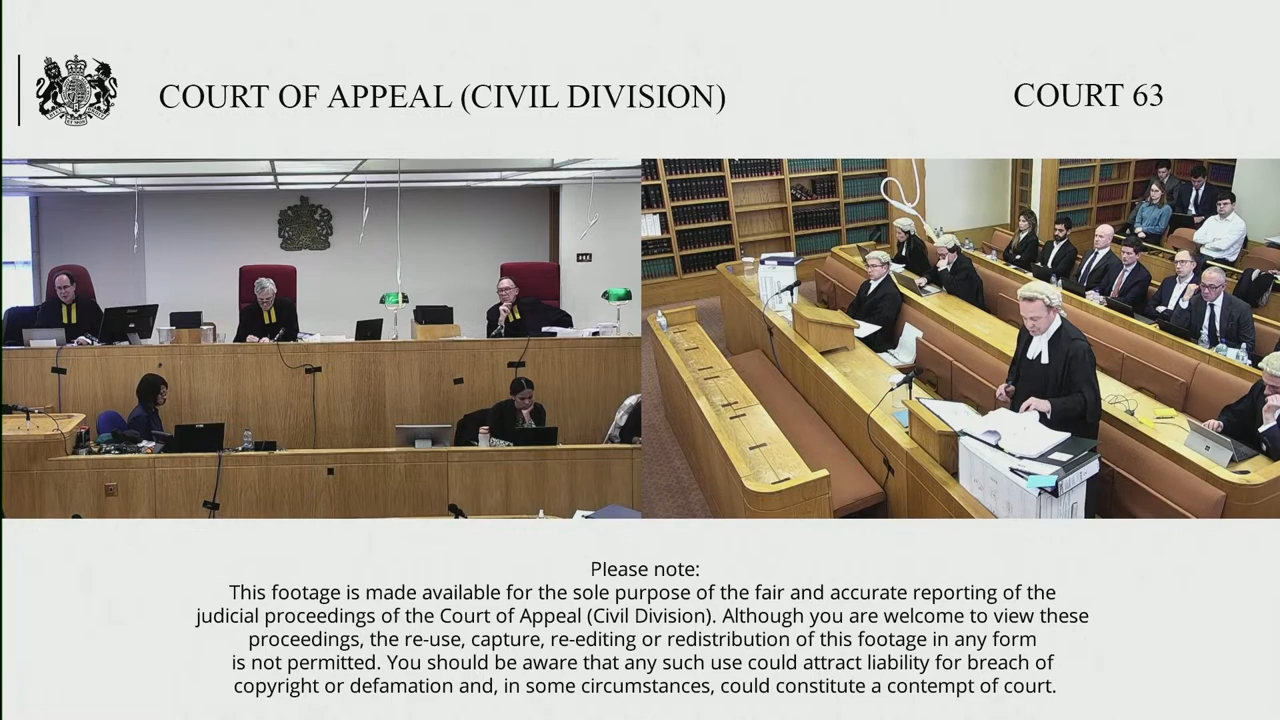 COURT OF APPEAL (CIVIL DIVISION)
COURT 63
Please note:
This footage is made available for the sole purpose of the fair and accurate reporting of the
judicial proceedings of the Court of Appeal (Civil Division). Although you are welcome to view these
proceedings, the re-use, capture, re-editing or redistribution of this footage in any form
is not permitted. You should be aware that any such use could attract liability for breach of
copyright or defamation and, in some circumstances, could constitute a contempt of court.